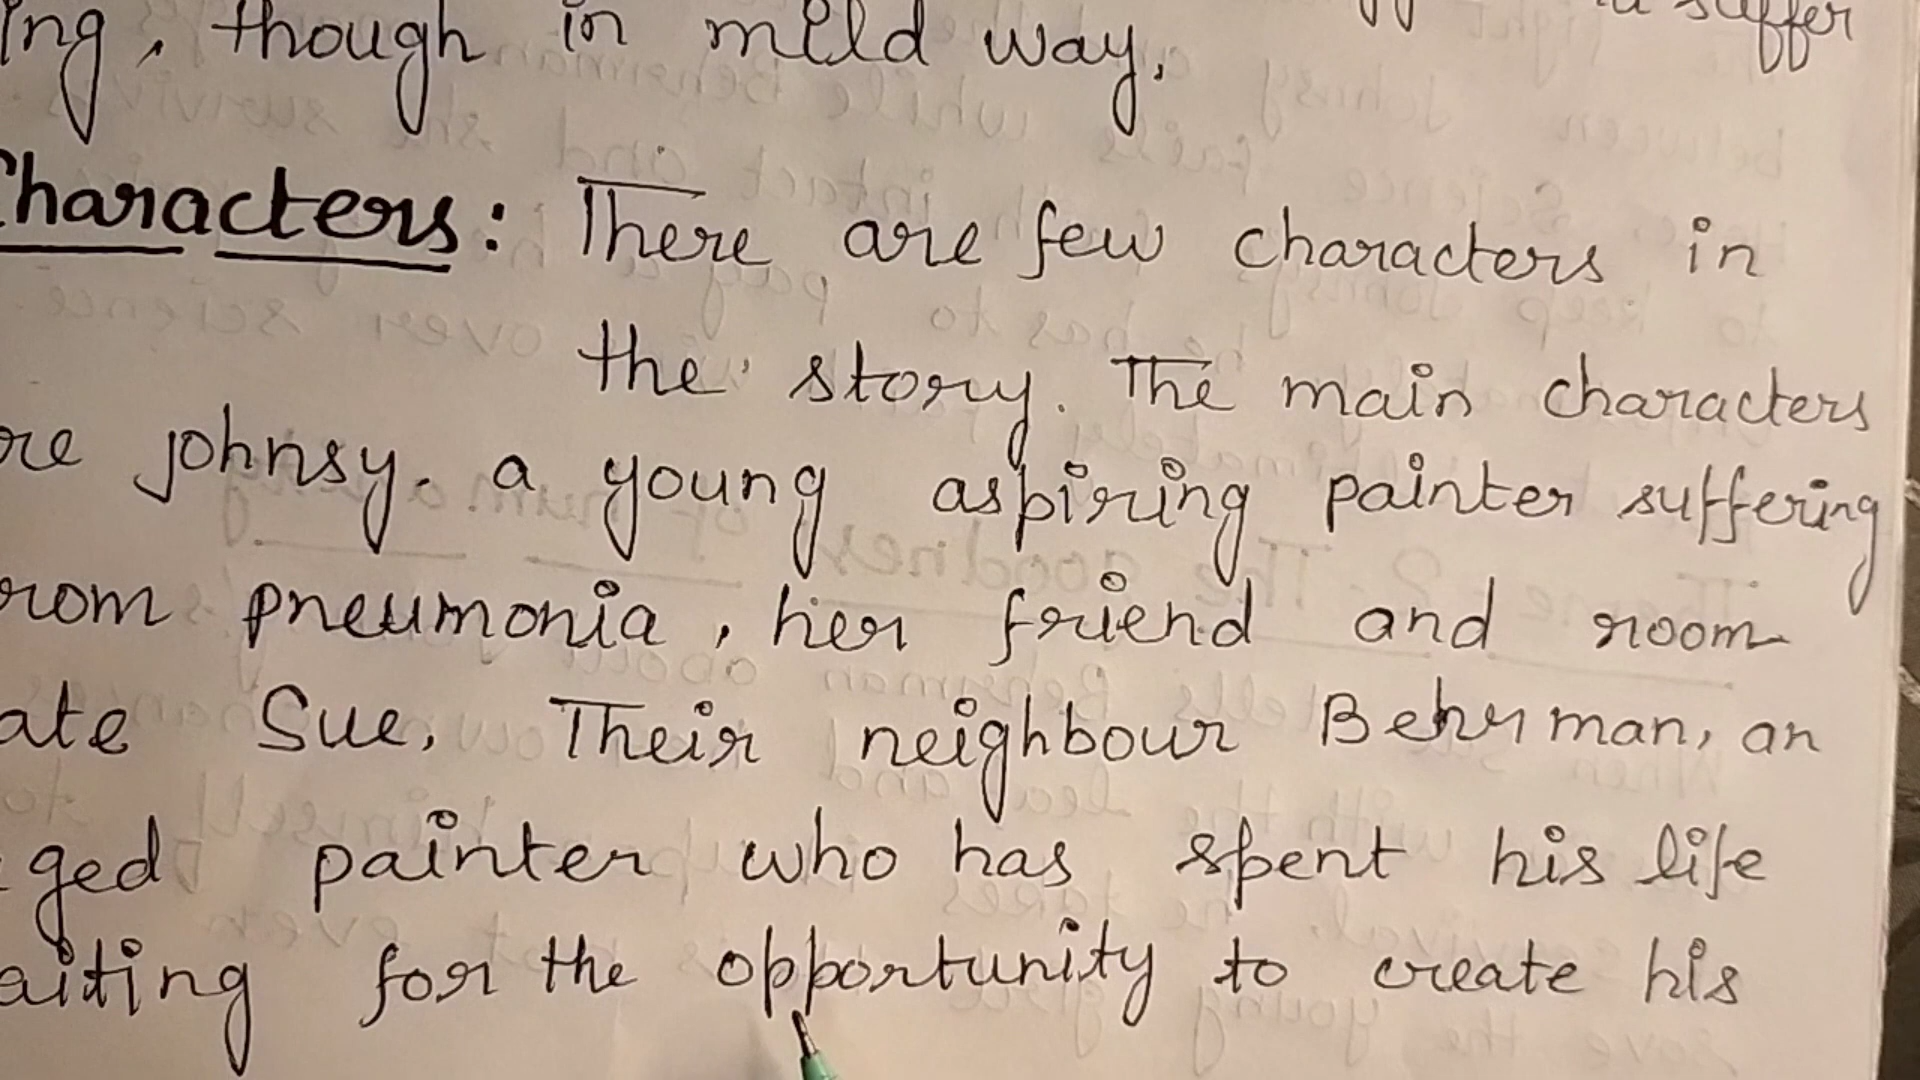 suffer
ing, though in mild way.
Characters: There are few characters in
the story. The main characters
re johnsy. a young aspiring painter suffering
rom pneumonia, her friend and room
ate Sue. Their neighbour Behrman, an
ged painter who has spent his life
aiting for the opportunity to create his